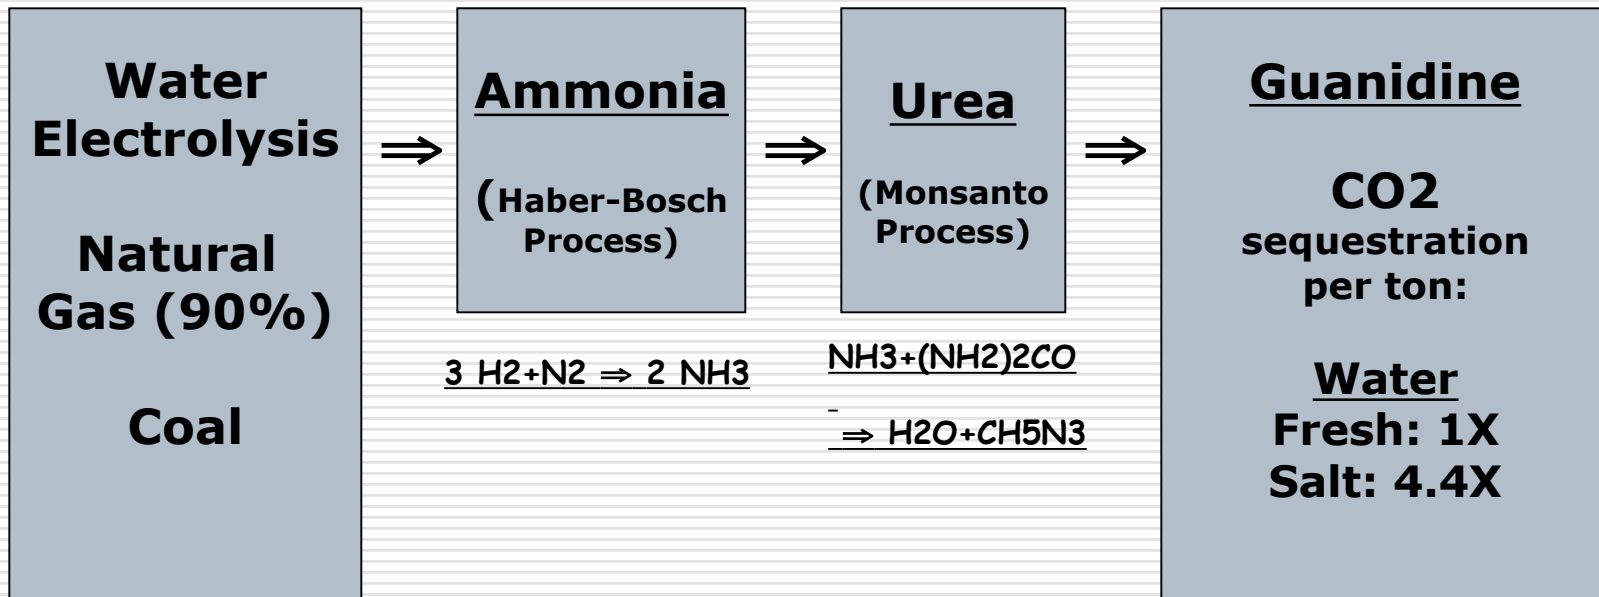 Water
Electrolysis
Natural
Gas (90%)
Coal
⇒
Ammonia
(Haber-Bosch
Process)
3 H2+N2 ⇒ 2 NH3
⇒
Urea
(Monsanto
Process)
NH3+(NH2)2CO
⇒ H2O+CH5N3
⇒
Guanidine
CO2
sequestration
per ton:
Water
Fresh: 1X
Salt: 4.4X